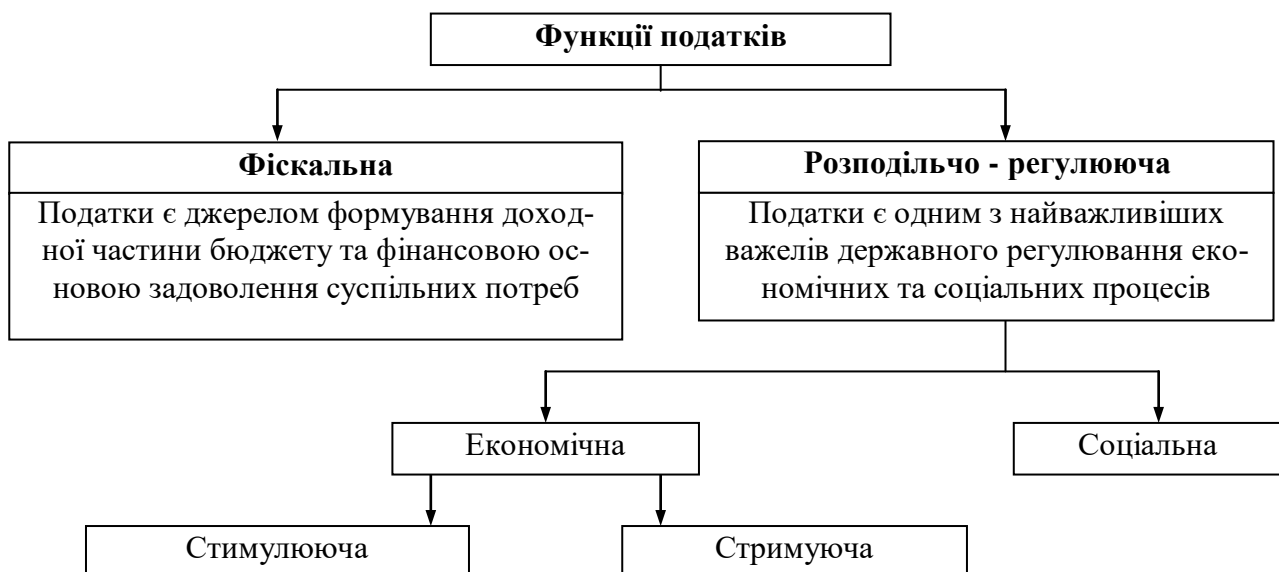 Функції податків
Фіскальна
Податки є джерелом формування доход-
ної частини бюджету та фінансовою ос-
новою задоволення суспільних потреб
Розподільчо - регулююча
Податки є одним з найважливіших
важелів державного регулювання еко-
номічних та соціальних процесів
Економічна
Соціальна
Стимулююча
Стримуюча